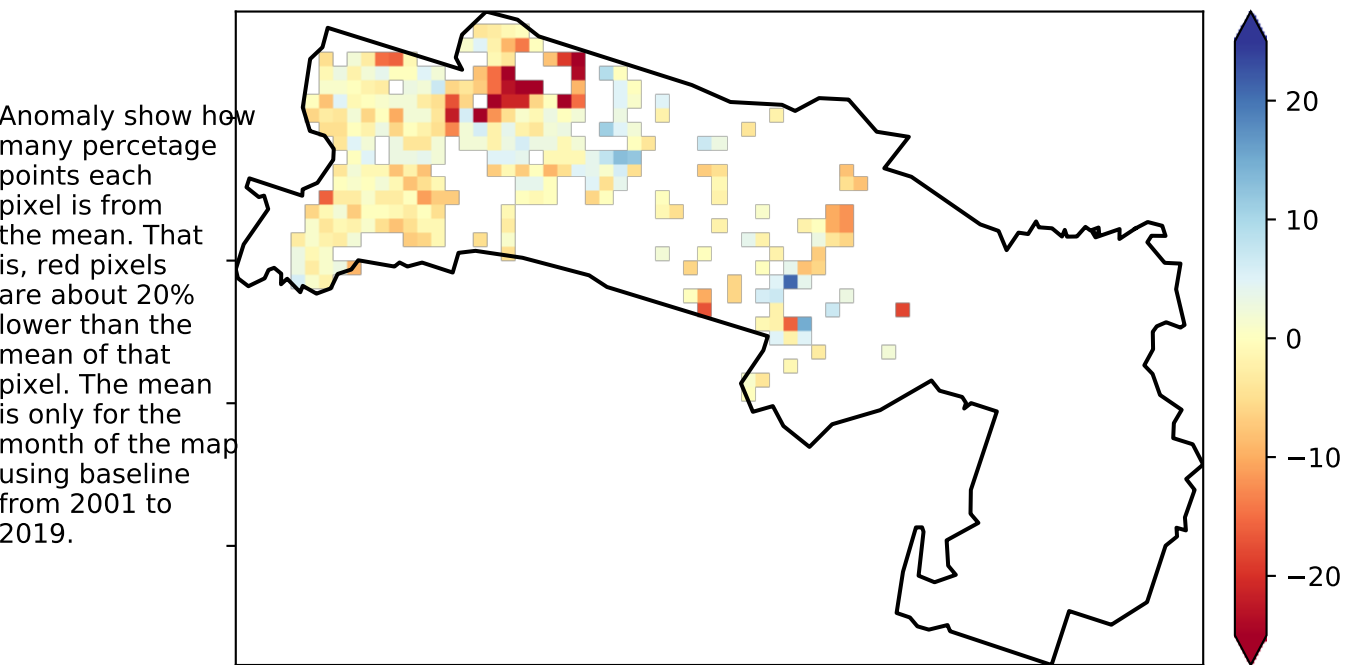 Anomaly show how
many percetage
points each
pixel is from
the mean. That
is, red pixels
are about 20%
lower than the
mean of that
pixel. The mean
is only for the
month of the map
using baseline
from 2001 to
2019.
20
10
0
−10
−20